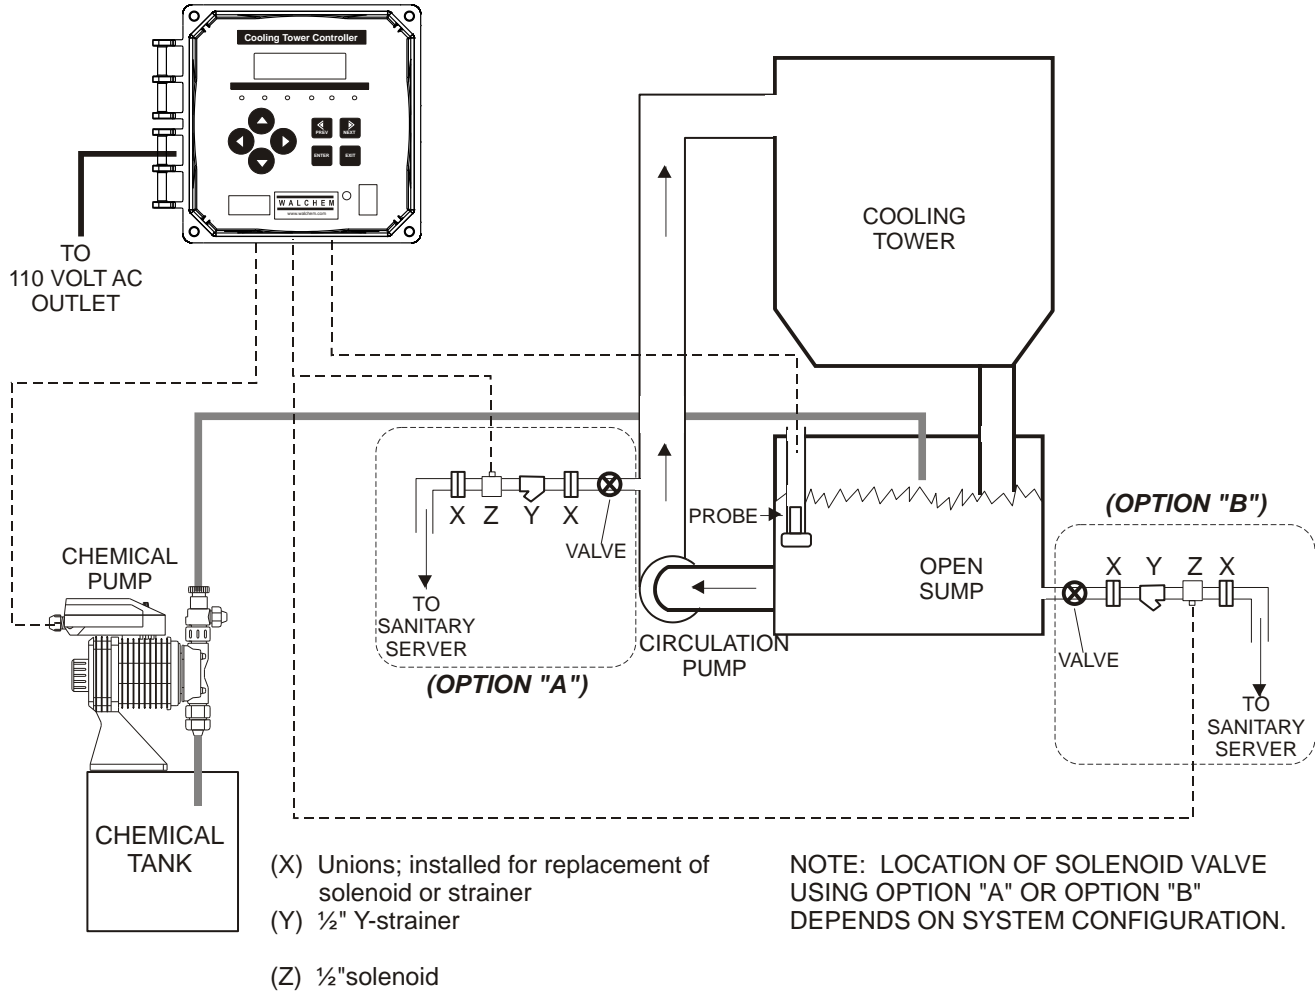 Cooling Tower Controller
PREV
NEXT
ENTER
EXIT
WALCHEM
www.walchem.com
TO
110 VOLT AC
OUTLET
COOLING
TOWER
X Z Y X
VALVE
TO
SANITARY
SERVER
(OPTION "A")
PROBE
OPEN
SUMP
CIRCULATION
PUMP
(OPTION "B")
X Y Z X
VALVE
TO
SANITARY
SERVER
CHEMICAL
PUMP
CHEMICAL
TANK
(X) Unions; installed for replacement of
solenoid or strainer
(Y) ½" Y-strainer
(Z) ½"solenoid
NOTE: LOCATION OF SOLENOID VALVE
USING OPTION "A" OR OPTION "B"
DEPENDS ON SYSTEM CONFIGURATION.